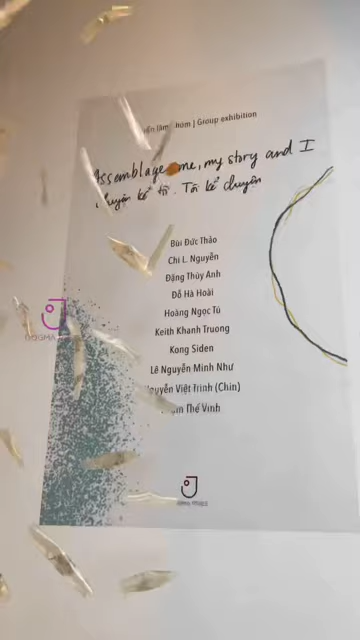 lãm nhóm | Group exhibition
Assemblage me, my story and I
chuyện kể tôi. Tôi kể chuyện
Bùi Đức Thảo
Chi L. Nguyễn
Đặng Thùy Anh
Đỗ Hà Hoài
Hoàng Ngọc Tú
Keith Khanh Truong
Kong Siden
Lê Nguyễn Minh Như
Nguyễn Việt Trinh (Chin)
Thế Vinh